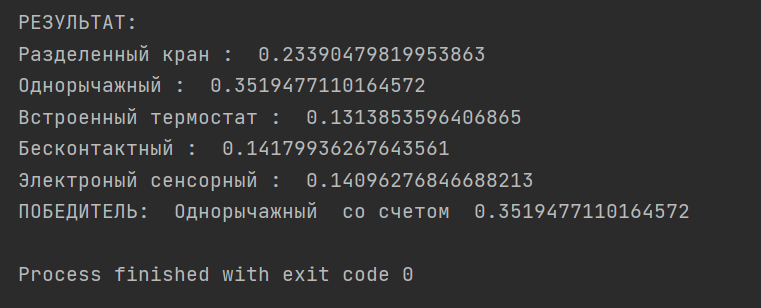 РЕЗУЛЬТАТ:
Разделенный кран :  0.23390479819953863
Однорычажный :  0.3519477110164572
Встроенный термостат :  0.1313853596406865
Бесконтактный :  0.14179936267643561
Электроный сенсорный :  0.14096276846688213
ПОБЕДИТЕЛЬ:  Однорычажный  со счетом  0.3519477110164572
Process finished with exit code 0